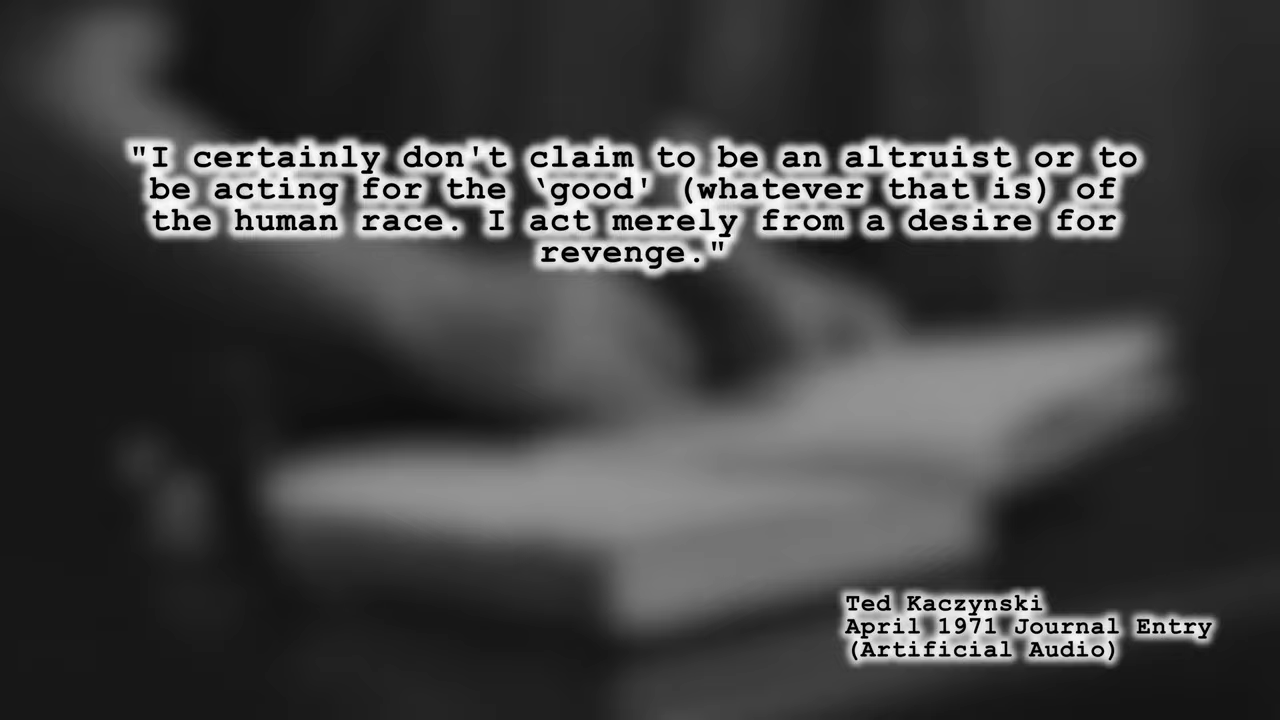 "I certainly don't claim to be an altruist or to
be acting for the `good' (whatever that is) of
the human race. I act merely from a desire for
revenge."
Ted Kaczynski
April 1971 Journal Entry
(Artificial Audio)